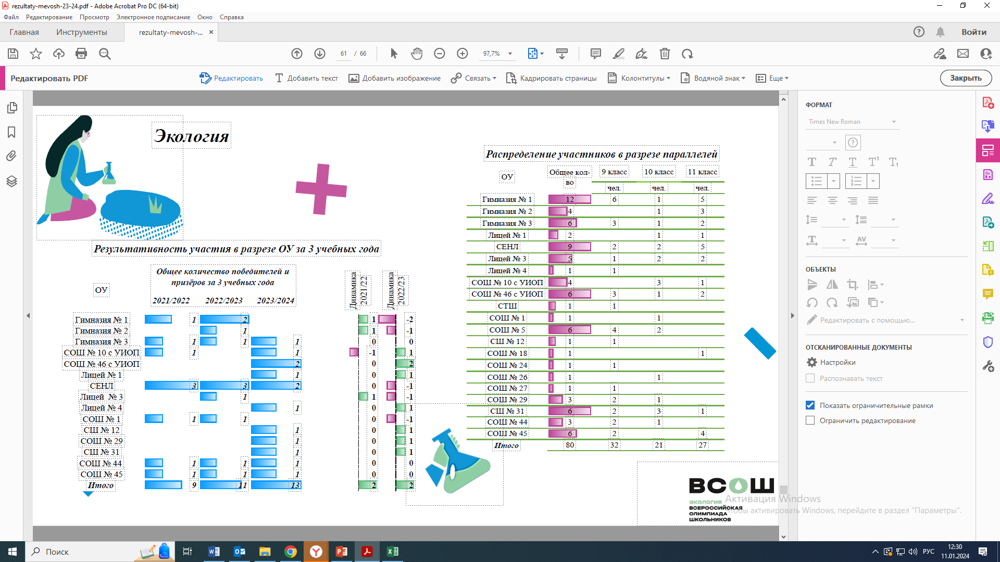 rezultaty-mevosh-23-24.pdf - Adobe Acrobat Pro DC (64-bit)
Файл Редактирование Просмотр Электронное подписание Окно Справка
Главная Инструменты rezultaty-mevosh-... × Войти
61 / 66 97,7%
Редактировать PDF Редактировать Добавить текст Добавить изображение Связать Кадрировать страницы Колонтитулы Водяной знак Еще Закрыть
Экология
Результативность участия в разрезе ОУ за 3 учебных года
ОУ
Общее количество победителей и
призёров за 3 учебных года
2021/2022 2022/2023 2023/2024
Динамика
2021/22
Динамика
2022/23
Гимназия № 1 1 2 1 -2
Гимназия № 2 1 1 -1
Гимназия № 3 1 1 1 0 0
СОШ № 10 с УИОП 1 1 -1 1
СОШ № 46 с УИОП 2 0 2
Лицей № 1 1 0 1
СЕНЛ 3 3 2 0 -1
Лицей № 3 1 1 -1
Лицей № 4 1 0 1
СОШ № 1 1 1 0 -1
СШ № 12 1 0 1
СОШ № 29 1 0 1
СШ № 31 1 0 1
СОШ № 44 1 1 1 0 0
СОШ № 45 1 1 1 0 0
Итого 9 11 13 2 2
Распределение участников в разрезе параллелей
ОУ
Общее кол-
во
9 класс 10 класс 11 класс
чел. чел. чел.
Гимназия № 1 12 6 1 5
Гимназия № 2 4 1 3
Гимназия № 3 6 3 1 2
Лицей № 1 2 1 1
СЕНЛ 9 2 2 5
Лицей № 3 5 1 2 2
Лицей № 4 1 1
СОШ № 10 с УИОП 4 3 1
СОШ № 46 с УИОП 6 3 1 2
СТШ 1 1
СОШ № 1 1 1
СОШ № 5 6 4 2
СШ № 12 1 1
СОШ № 18 1 1
СОШ № 24 1 1
СОШ № 26 1 1
СОШ № 27 1 1
СОШ № 29 3 2 1
СШ № 31 6 2 3 1
СОШ № 44 3 2 1
СОШ № 45 6 2 4
Итого 80 32 21 27
ВСОШ
ЭКОЛОГИЯ
ВСЕРОССИЙСКАЯ
ОЛИМПИАДА
ШКОЛЬНИКОВ
ФОРМАТ
Times New Roman
ОБЪЕКТЫ
Редактировать с помощью...
ОТСКАНИРОВАННЫЕ ДОКУМЕНТЫ
Настройки
Распознавать текст
Показать ограничительные рамки
Ограничить редактирование
Активация Windows
Чтобы активировать Windows, перейдите в раздел "Параметры".
Поиск
РУС
12:30
11.01.2024